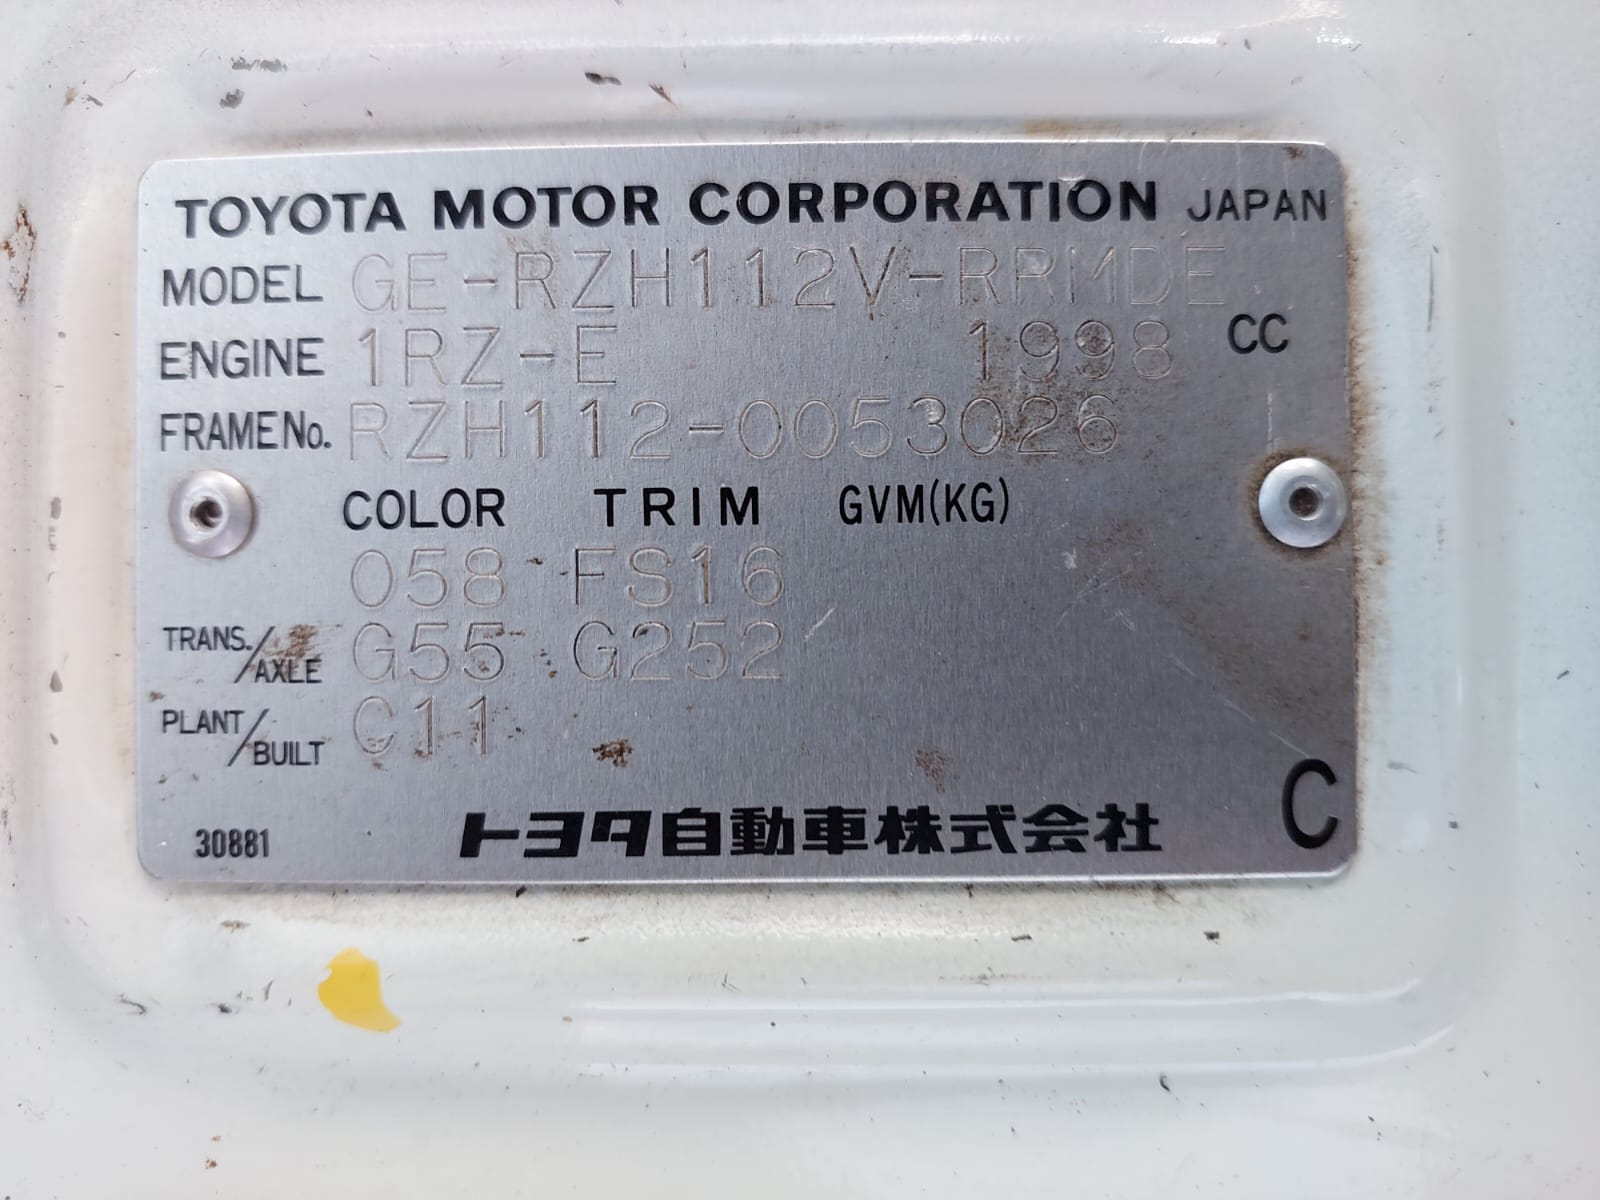 TOYOTA MOTOR CORPORATION JAPAN
MODEL GE-RZH112V-RRMDE
ENGINE 1RZ-E 1998 CC
FRAME No. RZH112-0053026
COLOR TRIM GVM(KG)
058 FS16
TRANS./AXLE G55 G252
PLANT/BUILT C11
30881 トヨタ自動車株式会社 C